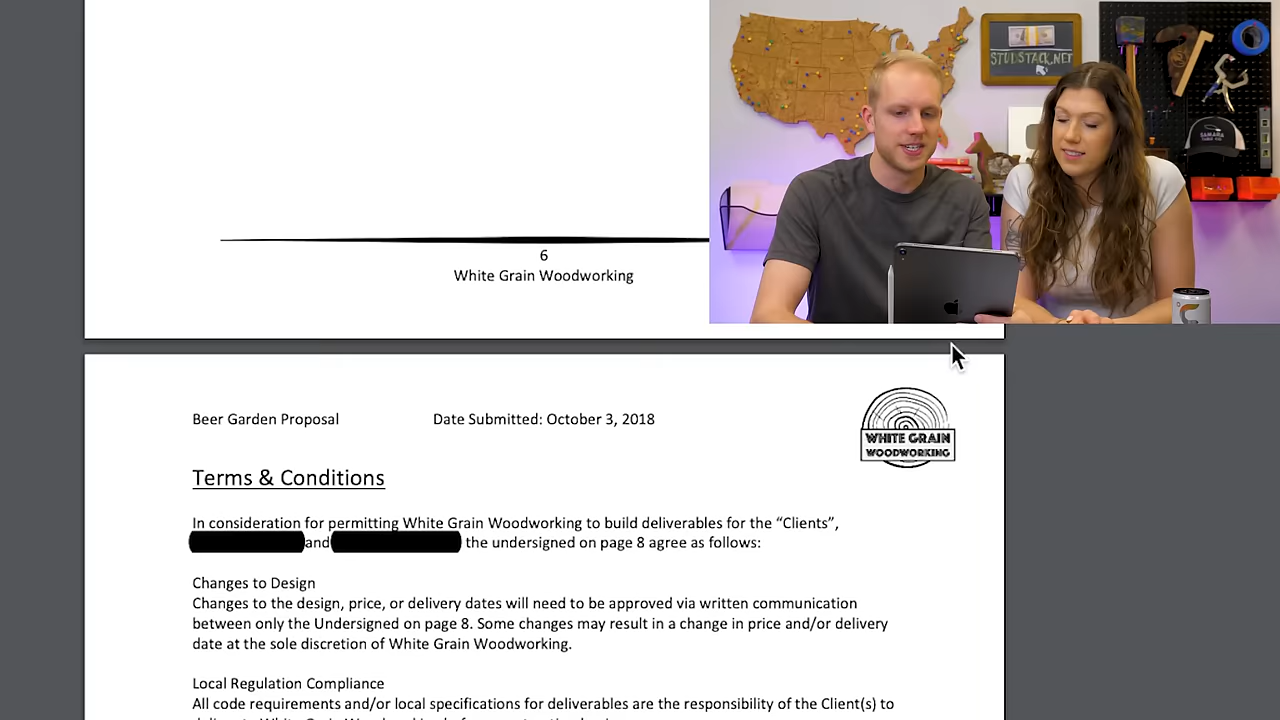 STUDSTACK.NET
SAMARA
6
White Grain Woodworking
Beer Garden Proposal
Date Submitted: October 3, 2018
WHITE GRAIN
WOODWORKING
Terms & Conditions
In consideration for permitting White Grain Woodworking to build deliverables for the “Clients”,
and the undersigned on page 8 agree as follows:
Changes to Design
Changes to the design, price, or delivery dates will need to be approved via written communication
between only the Undersigned on page 8. Some changes may result in a change in price and/or delivery
date at the sole discretion of White Grain Woodworking.
Local Regulation Compliance
All code requirements and/or local specifications for deliverables are the responsibility of the Client(s) to